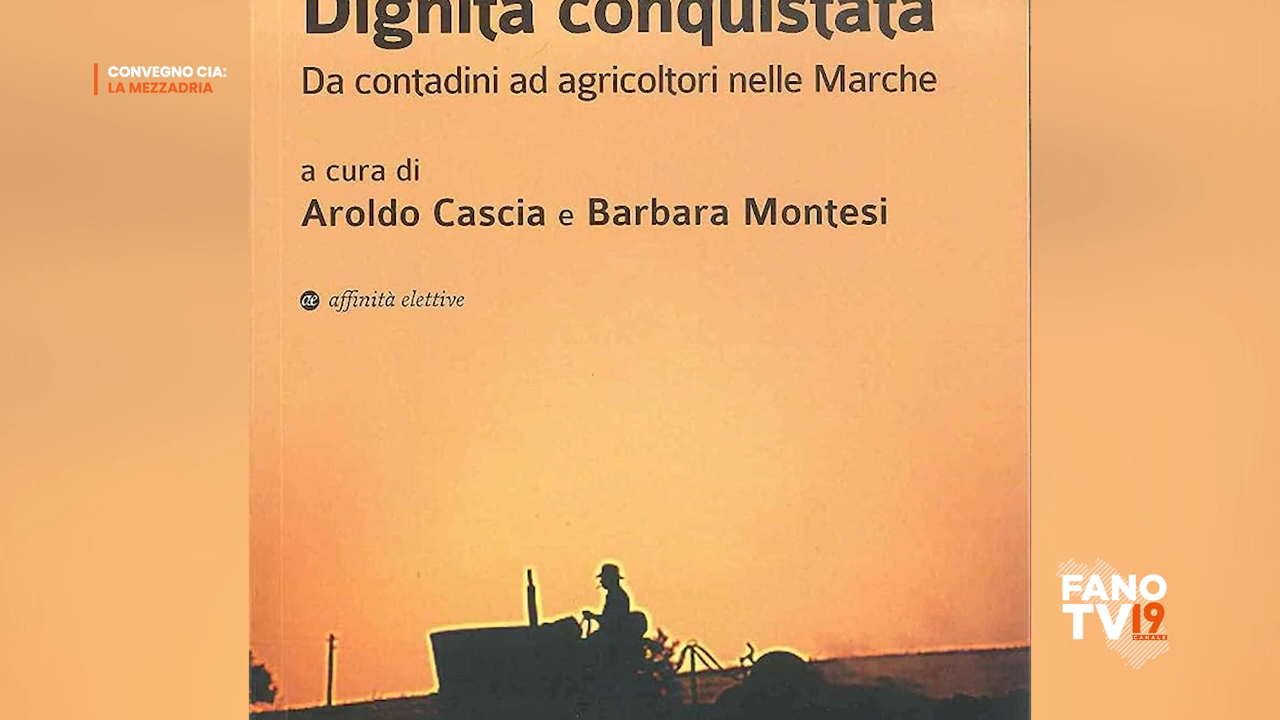 Dignità conquistata
CONVEGNO CIA:
LA MEZZADRIA
Da contadini ad agricoltori nelle Marche
a cura di
Aroldo Cascia e Barbara Montesi
æ affinità elettive
FANO
TV19
CANALE